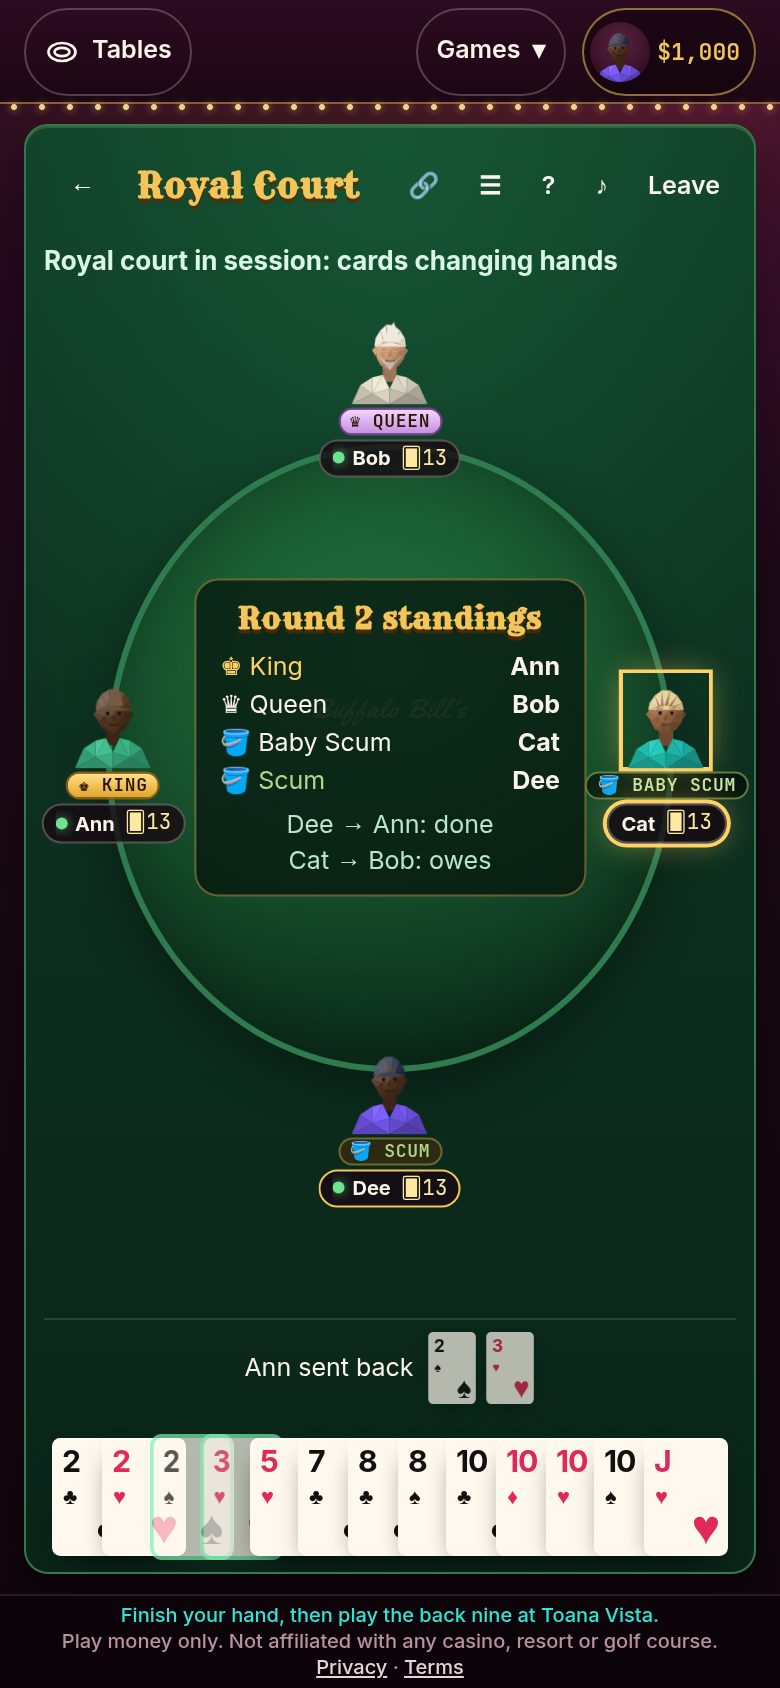 Tables
Games ▼
$1,000
← Royal Court ☰ ? ♪ Leave
Royal court in session: cards changing hands
♛ QUEEN
Bob 13
Round 2 standings
♚ King Ann
♛ Queen Bob
Buffalo Bill's
Baby Scum Cat
Scum Dee
Dee → Ann: done
Cat → Bob: owes
♚ KING
Ann 13
BABY SCUM
Cat 13
SCUM
Dee 13
Ann sent back 2♠ 3♥
2♣ 2♥ 2♠ 3♥ 5♥ 7♣ 8♣ 8♠ 10♣ 10♦ 10♥ 10♠ J♥
Finish your hand, then play the back nine at Toana Vista.
Play money only. Not affiliated with any casino, resort or golf course.
Privacy · Terms